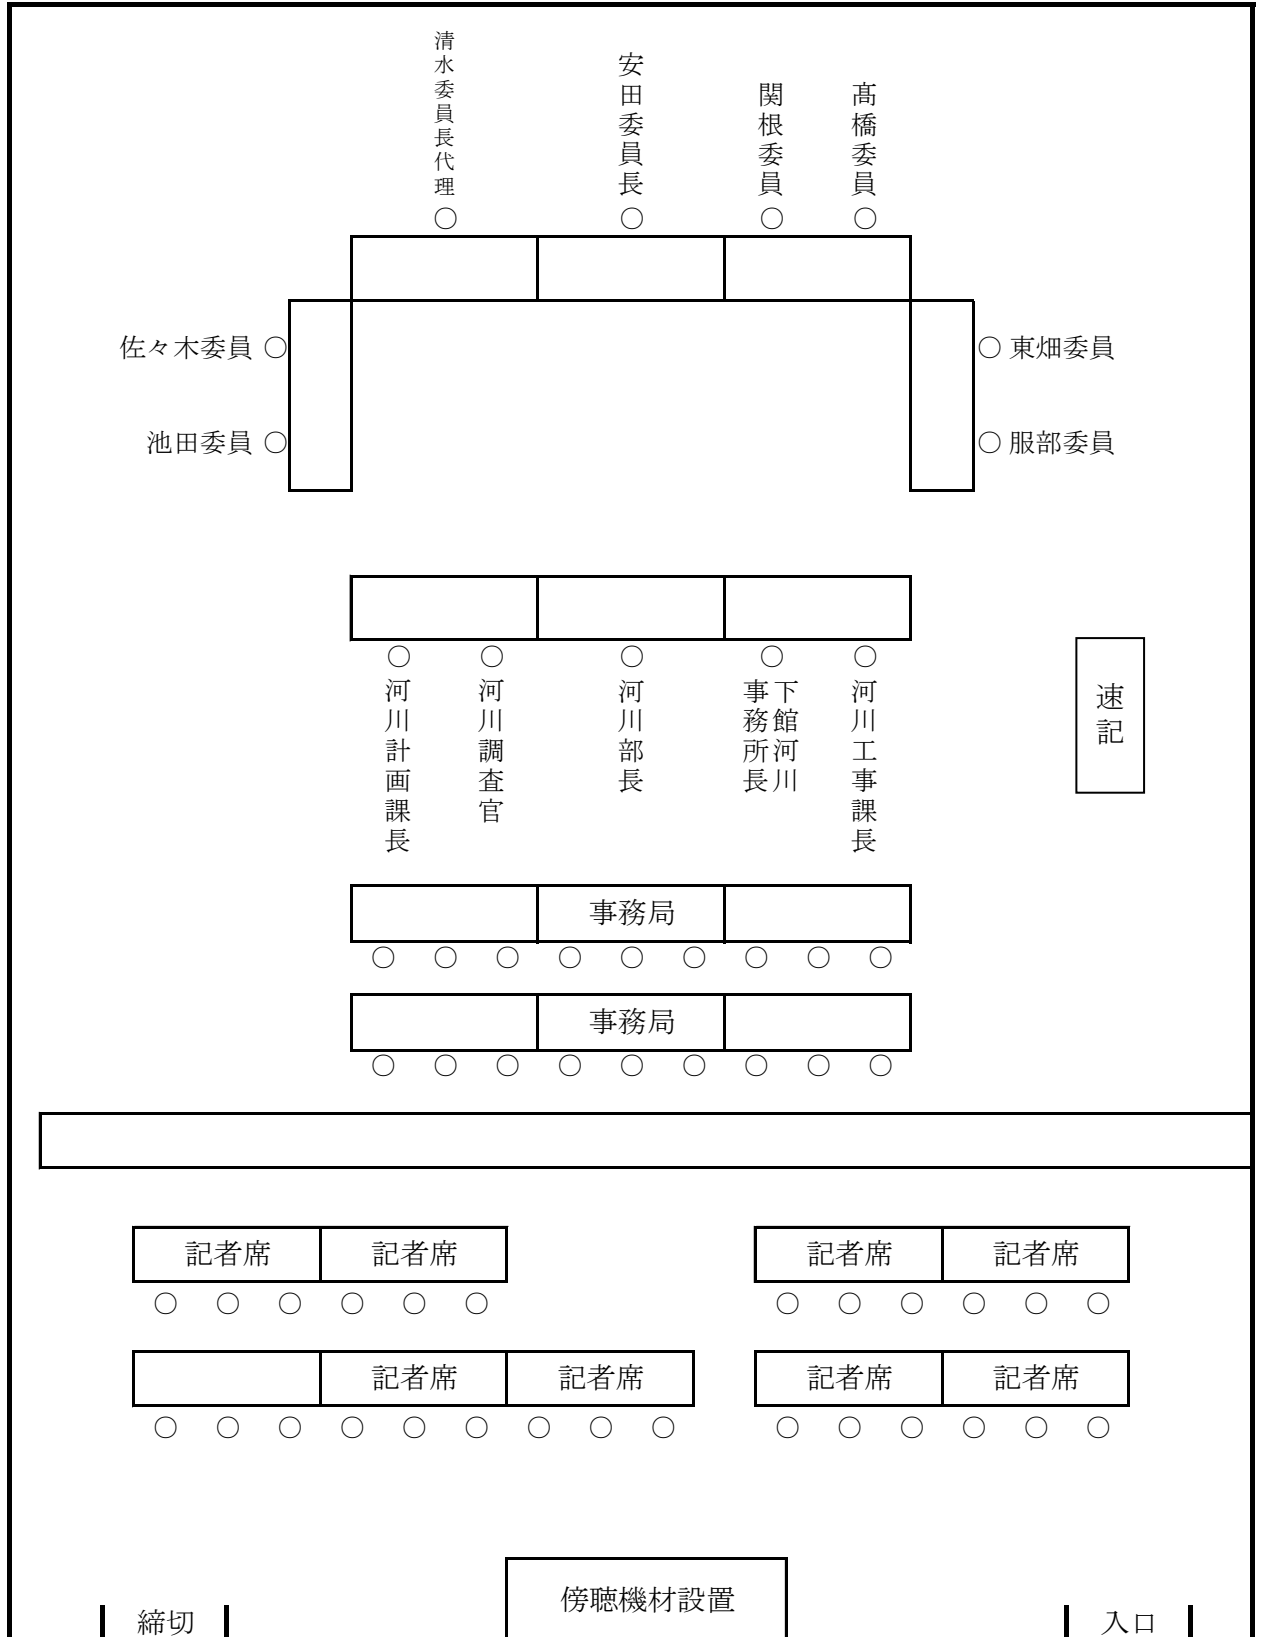 清水委員長代理
安田委員長
関根委員
髙橋委員
佐々木委員
東畑委員
池田委員
服部委員
河川計画課長
河川調査官
河川部長
下館河川
事務所長
河川工事課長
速記
事務局
事務局
記者席
記者席
記者席
記者席
記者席
記者席
記者席
記者席
傍聴機材設置
締切
入口